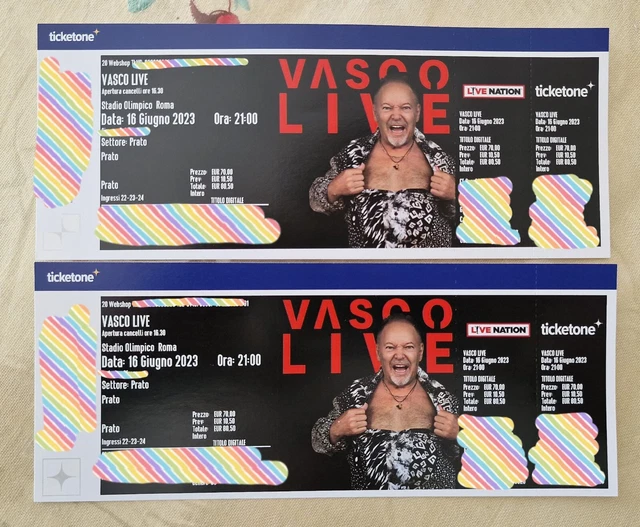 ticketone
20 Webshop
VASCO LIVE
Apertura cancelli ore 16.30
Stadio Olimpico Roma
Data: 16 Giugno 2023 Ora: 21:00
Settore: Prato
Prato
Prezzo: EUR 70,00
Prev: EUR 10,50
Prato Totale: EUR 80,50
Intero
Ingressi 22-23-24 TITOLO DIGITALE
VASCO
LIVE
LIVE NATION
VASCO LIVE
Data: 16 Giugno 2023
Ora: 21:00
TITOLO DIGITALE
Prezzo: EUR 70,00
Prev: EUR 10,50
Totale: EUR 80,50
Intero
ticketone
VASCO LIVE
Data: 16 Giugno 2023
Ora: 21:00
TITOLO DIGITALE
Prezzo: EUR 70,00
Prev: EUR 10,50
Totale: EUR 80,50
Intero
ticketone
20 Webshop
VASCO LIVE
Apertura cancelli ore 16.30
Stadio Olimpico Roma
Data: 16 Giugno 2023 Ora: 21:00
Settore: Prato
Prato
Prezzo: EUR 70,00
Prev: EUR 10,50
Prato Totale: EUR 80,50
Intero
Ingressi 22-23-24 TITOLO DIGITALE
VASCO
LIVE
LIVE NATION
VASCO LIVE
Data: 16 Giugno 2023
Ora: 21:00
TITOLO DIGITALE
Prezzo: EUR 70,00
Prev: EUR 10,50
Totale: EUR 80,50
Intero
ticketone
VASCO LIVE
Data: 16 Giugno 2023
Ora: 21:00
TITOLO DIGITALE
Prezzo: EUR 70,00
Prev: EUR 10,50
Totale: EUR 80,50
Intero